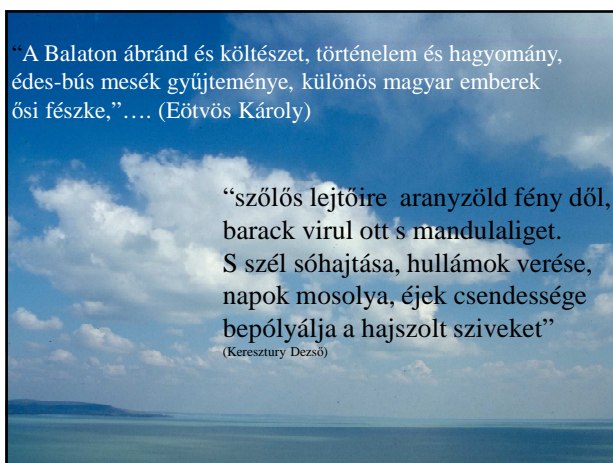 “A Balaton ábránd és költészet, történelem és hagyomány,
édes-bús mesék gyűjteménye, különös magyar emberek
ősi fészke,”…. (Eötvös Károly)
“szőlős lejtőire aranyzöld fény dől,
barack virul ott s mandulaliget.
S szél sóhajtása, hullámok verése,
napok mosolya, éjek csendessége
bepólyálja a hajszolt sziveket”
(Keresztury Dezső)